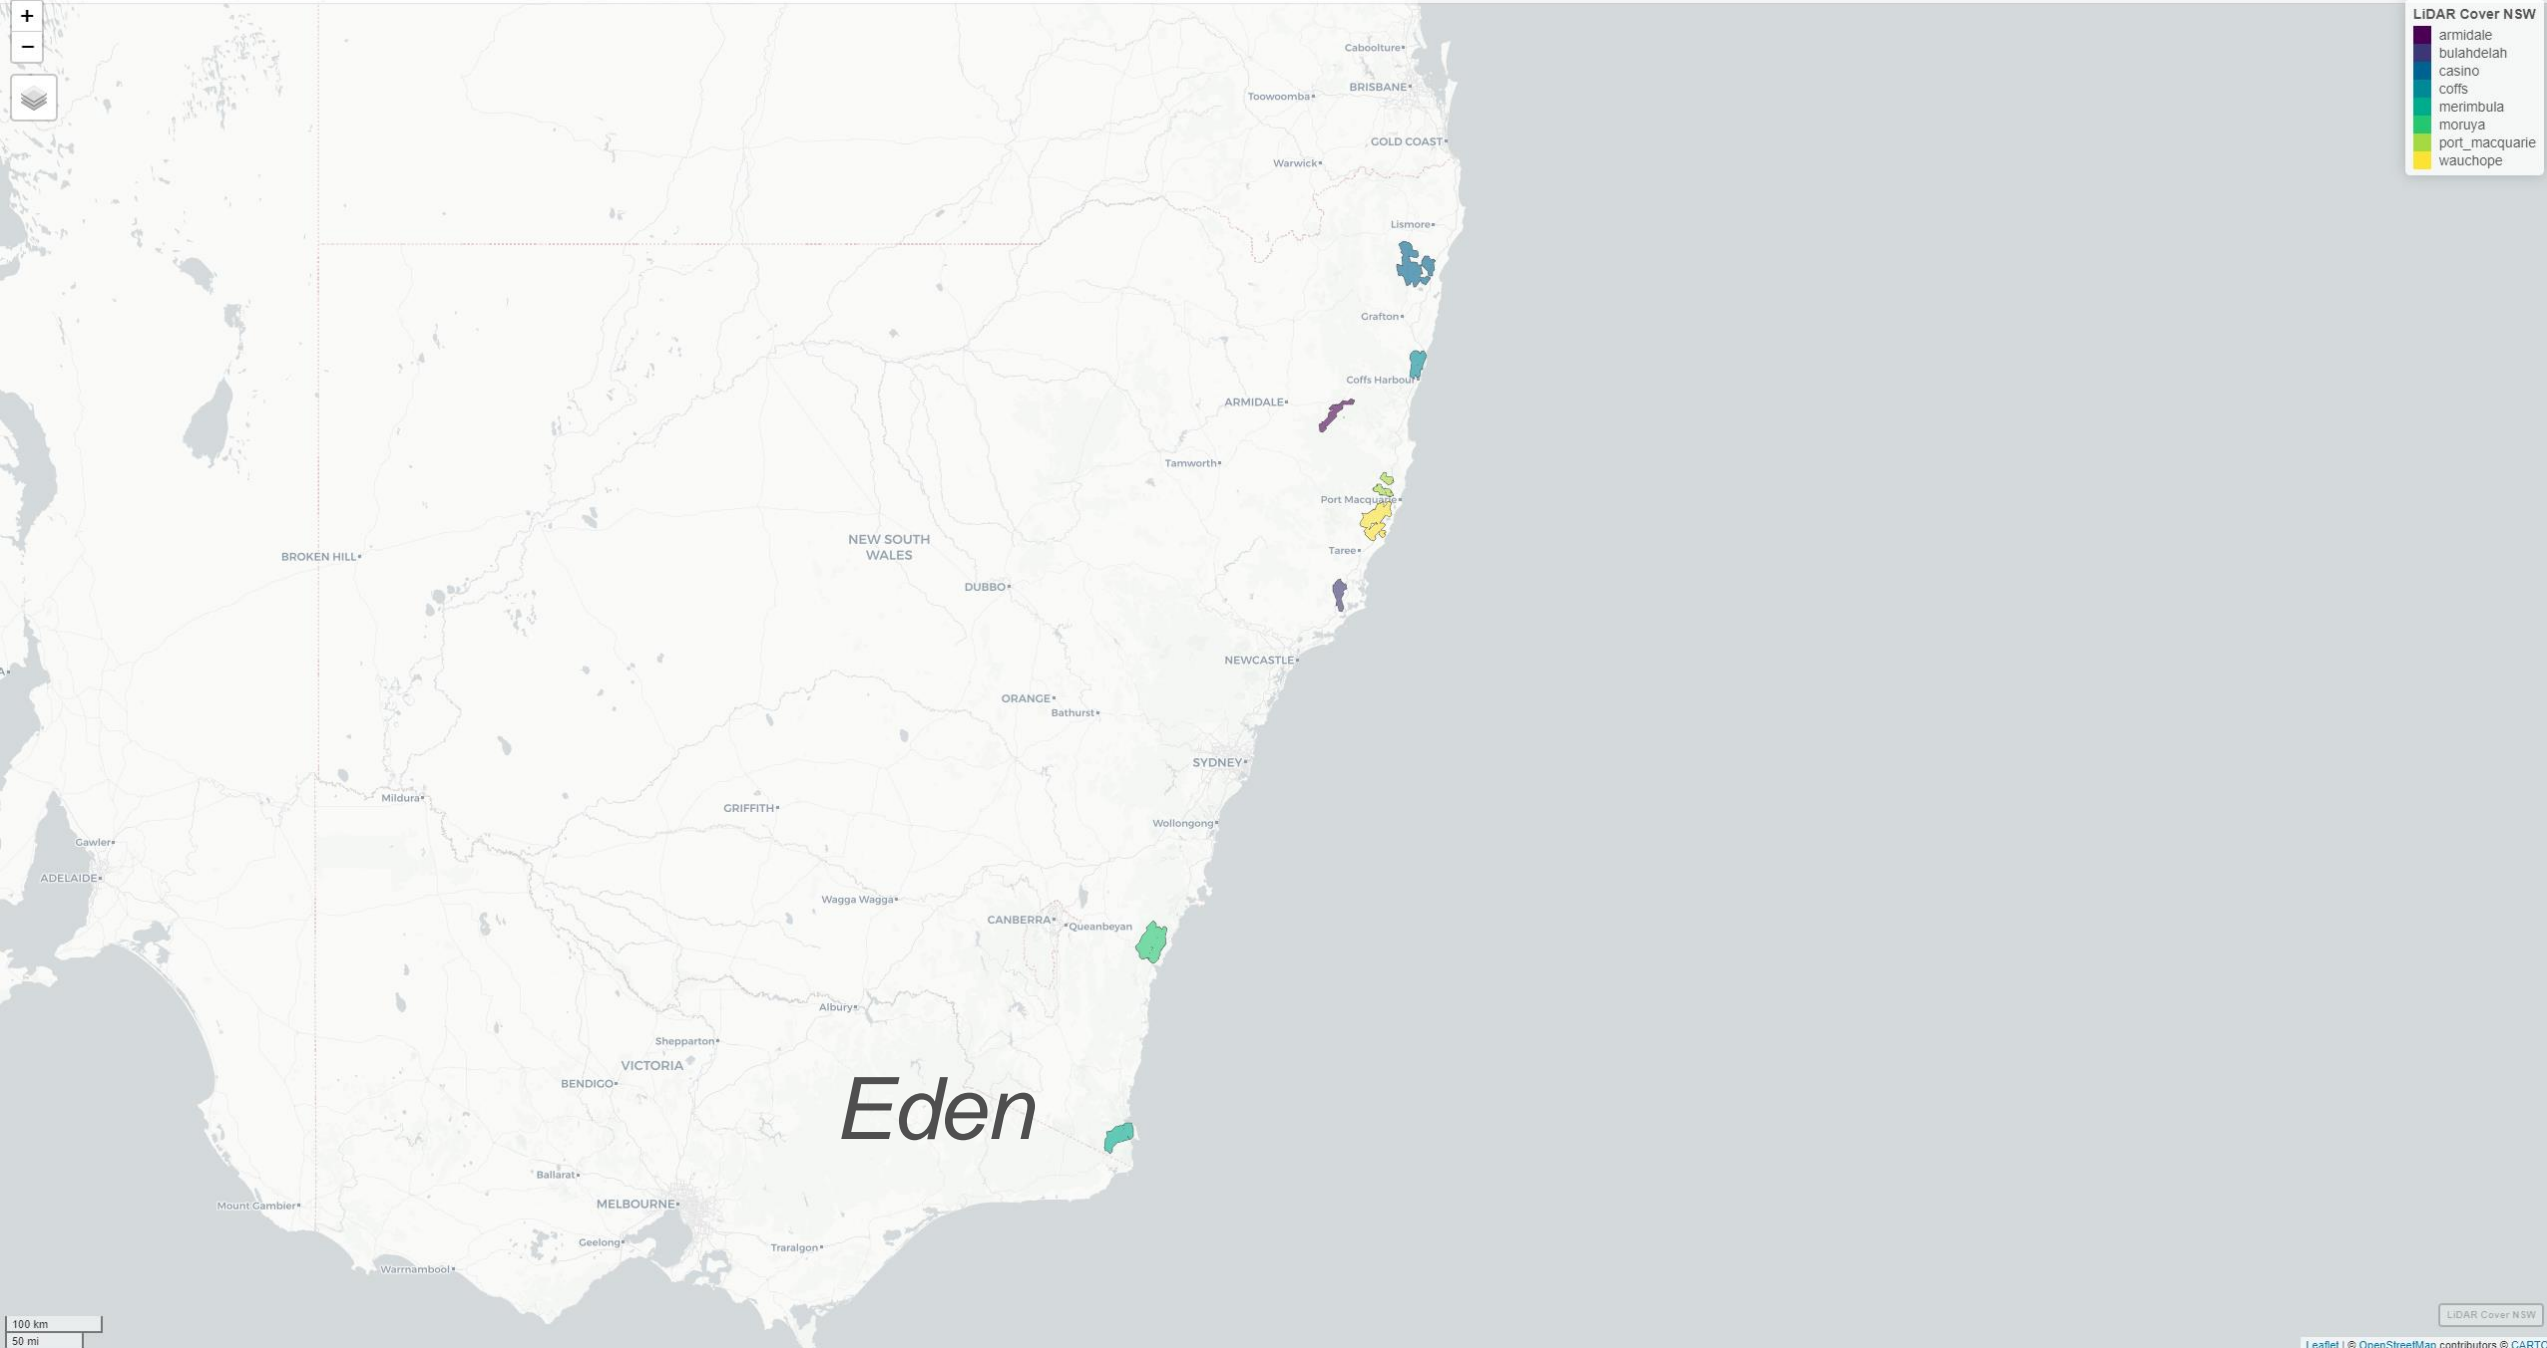 +
−
LiDAR Cover NSW
armidale
bulahdelah
casino
coffs
merimbula
moruya
port_macquarie
wauchope
Caboolture
BRISBANE
Toowoomba
GOLD COAST
Warwick
Lismore
Grafton
Coffs Harbour
ARMIDALE
Tamworth
Port Macquarie
NEW SOUTH
WALES
BROKEN HILL
Taree
DUBBO
NEWCASTLE
ORANGE
Bathurst
SYDNEY
Mildura
GRIFFITH
Wollongong
Gawler
ADELAIDE
Wagga Wagga
CANBERRA
Queanbeyan
Albury
Shepparton
VICTORIA
BENDIGO
Eden
Ballarat
MELBOURNE
Mount Gambier
Geelong
Traralgon
Warrnambool
100 km
50 mi
LiDAR Cover NSW
Leaflet | © OpenStreetMap contributors © CARTO